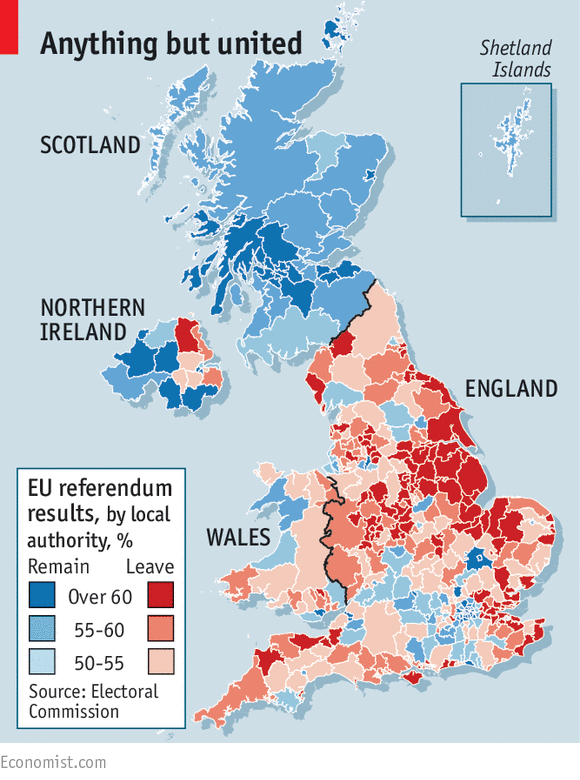 Anything but united
Shetland
Islands
SCOTLAND
NORTHERN
IRELAND
ENGLAND
WALES
EU referendum
results, by local
authority, %
Remain Leave
Over 60
55-60
50-55
Source: Electoral
Commission
Economist.com